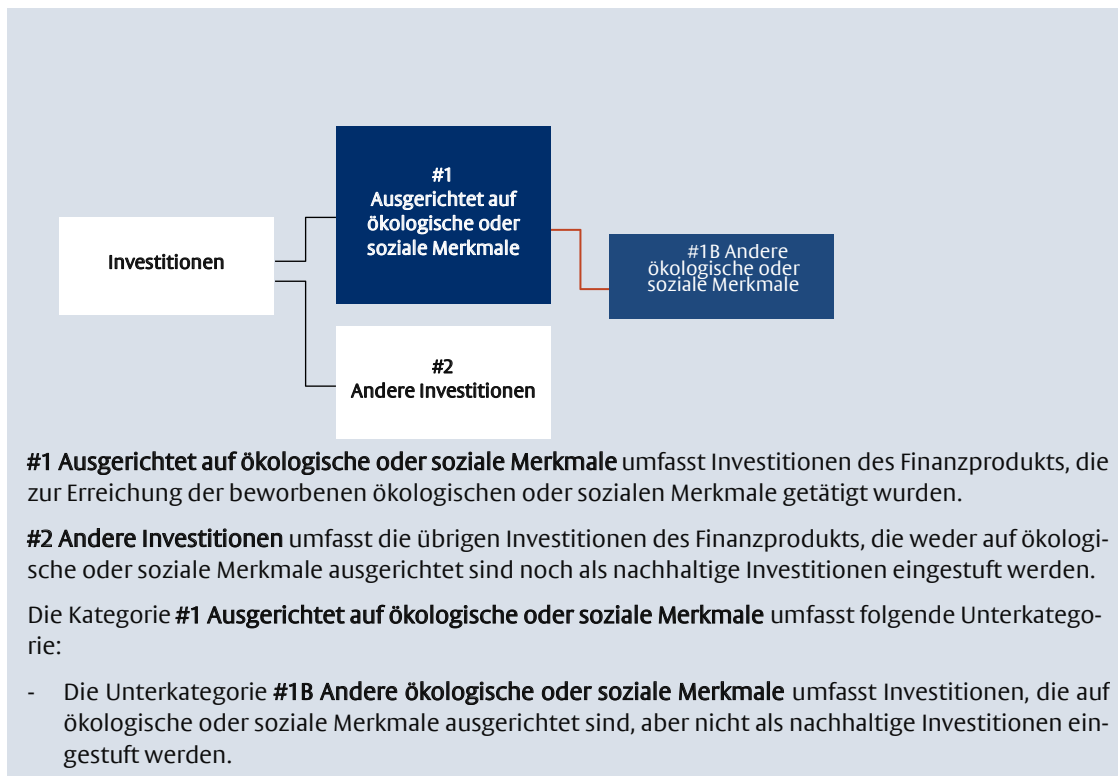 #1
Ausgerichtet auf
ökologische oder
soziale Merkmale
Investitionen
#1B Andere
ökologische oder
soziale Merkmale
#2
Andere Investitionen
#1 Ausgerichtet auf ökologische oder soziale Merkmale umfasst Investitionen des Finanzprodukts, die
zur Erreichung der beworbenen ökologischen oder sozialen Merkmale getätigt wurden.
#2 Andere Investitionen umfasst die übrigen Investitionen des Finanzprodukts, die weder auf ökologi-
sche oder soziale Merkmale ausgerichtet sind noch als nachhaltige Investitionen eingestuft werden.
Die Kategorie #1 Ausgerichtet auf ökologische oder soziale Merkmale umfasst folgende Unterkatego-
rie:
- Die Unterkategorie #1B Andere ökologische oder soziale Merkmale umfasst Investitionen, die auf
ökologische oder soziale Merkmale ausgerichtet sind, aber nicht als nachhaltige Investitionen ein-
gestuft werden.